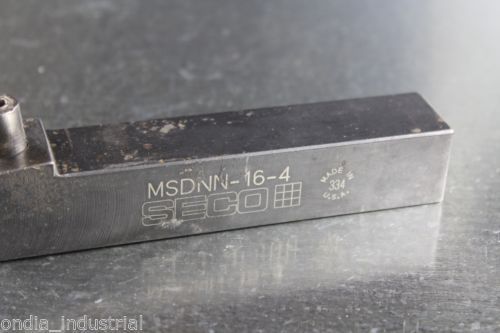 MSDNN-16-4
SECO
MADE IN
334
U.S.A.
ondia_industrial